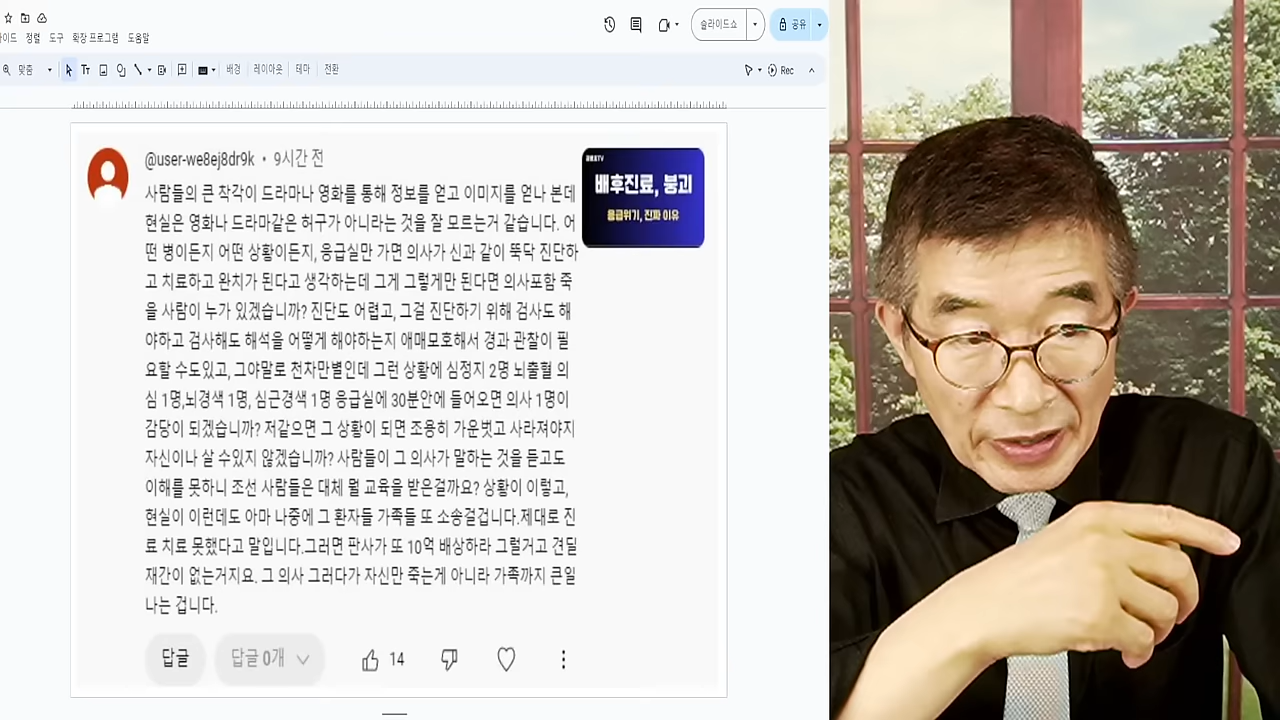 이드 정렬 도구 확장 프로그램 도움말
슬라이드쇼
공유
맞춤
배경 레이아웃 테마 전환
Rec
@user-we8ej8dr9k • 9시간 전
사람들의 큰 착각이 드라마나 영화를 통해 정보를 얻고 이미지를 얻나 본데
현실은 영화나 드라마같은 허구가 아니라는 것을 잘 모르는거 같습니다. 어
떤 병이든지 어떤 상황이든지, 응급실만 가면 의사가 신과 같이 뚝닥 진단하
고 치료하고 완치가 된다고 생각하는데 그게 그렇게만 된다면 의사포함 죽
을 사람이 누가 있겠습니까? 진단도 어렵고, 그걸 진단하기 위해 검사도 해
야하고 검사해도 해석을 어떻게 해야하는지 애매모호해서 경과 관찰이 필
요할 수도있고, 그야말로 천차만별인데 그런 상황에 심정지 2명 뇌출혈 의
심 1명,뇌경색 1명, 심근경색 1명 응급실에 30분안에 들어오면 의사 1명이
감당이 되겠습니까? 저같으면 그 상황이 되면 조용히 가운벗고 사라져야지
자신이나 살 수있지 않겠습니까? 사람들이 그 의사가 말하는 것을 듣고도
이해를 못하니 조선 사람들은 대체 뭘 교육을 받은걸까요? 상황이 이렇고,
현실이 이런데도 아마 나중에 그 환자들 가족들 또 소송걸겁니다.제대로 진
료 치료 못했다고 말입니다.그러면 판사가 또 10억 배상하라 그럴거고 견딜
재간이 없는거지요. 그 의사 그러다가 자신만 죽는게 아니라 가족까지 큰일
나는 겁니다.
배후진료, 붕괴
응급위기, 진짜 이유
답글 답글 0개 14